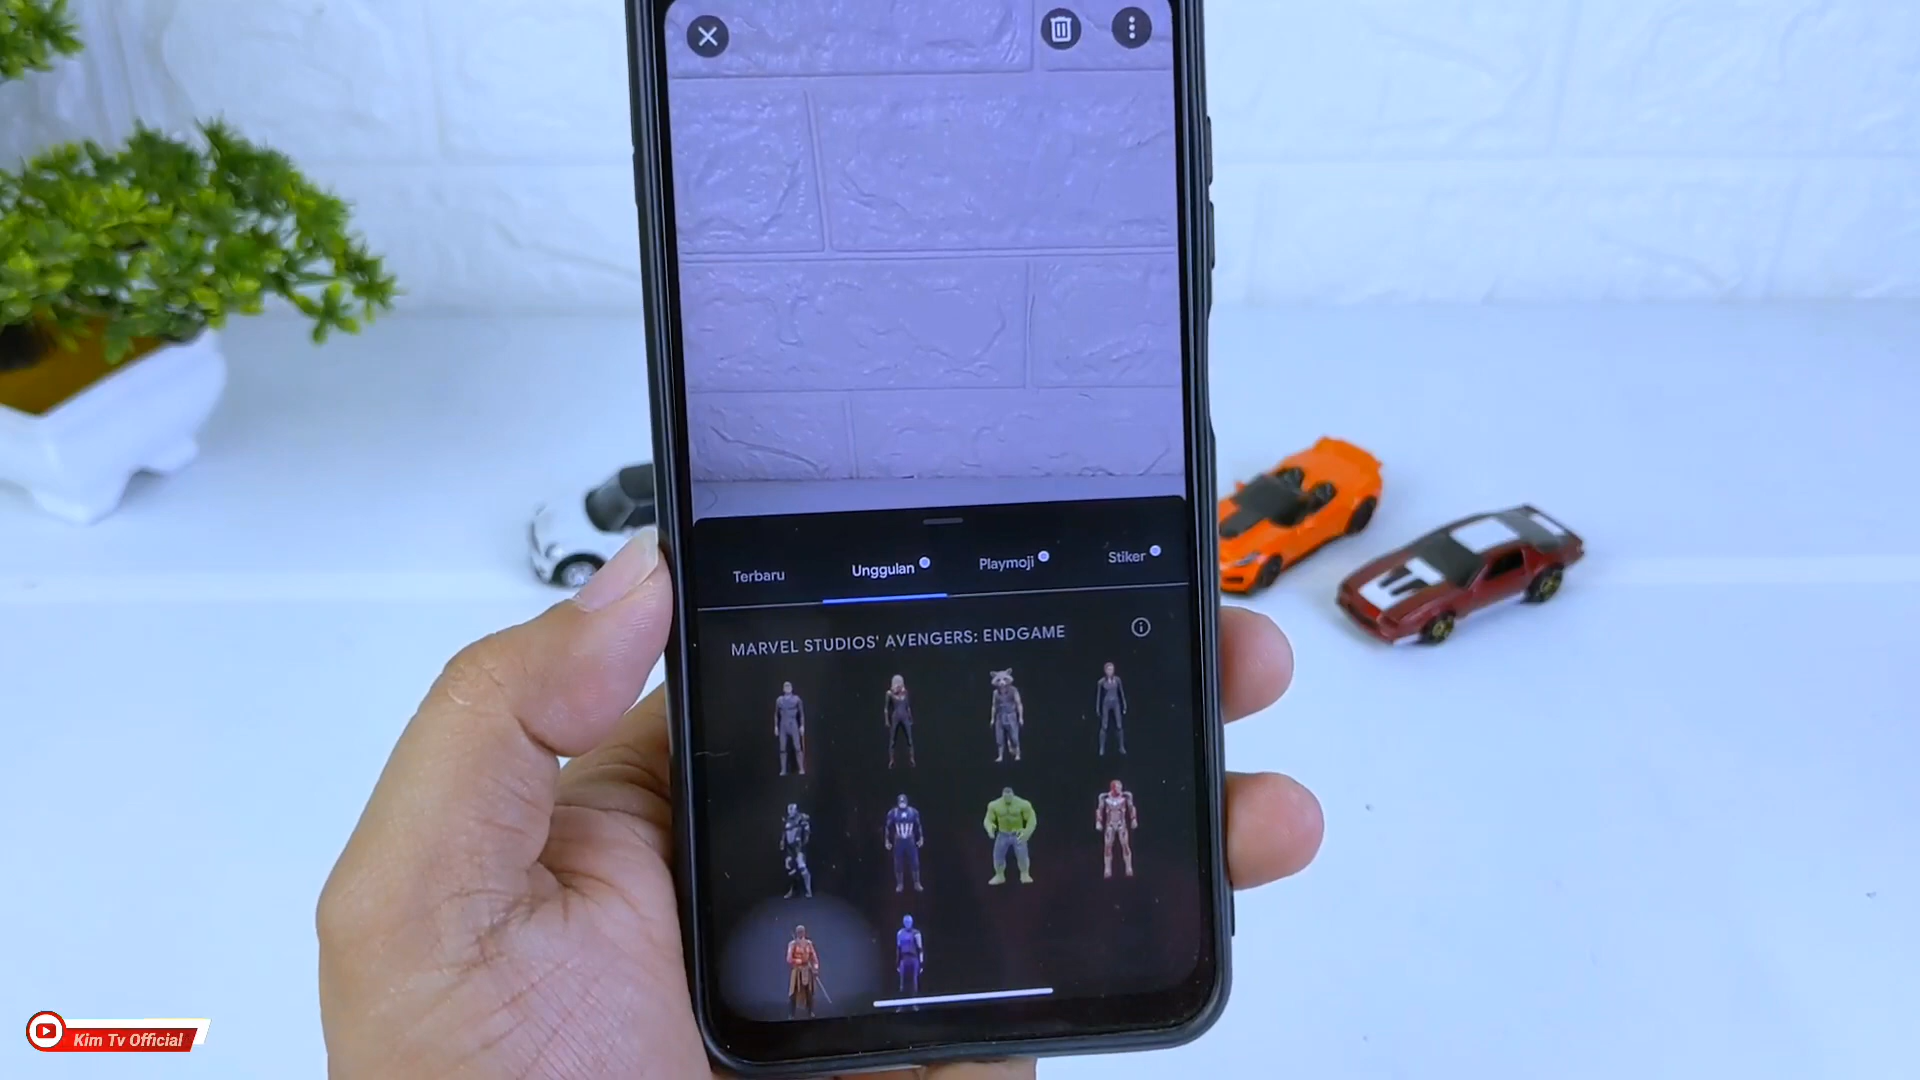 Terbaru
Unggulan
Playmoji
Stiker
MARVEL STUDIOS' AVENGERS: ENDGAME
Kim Tv Official